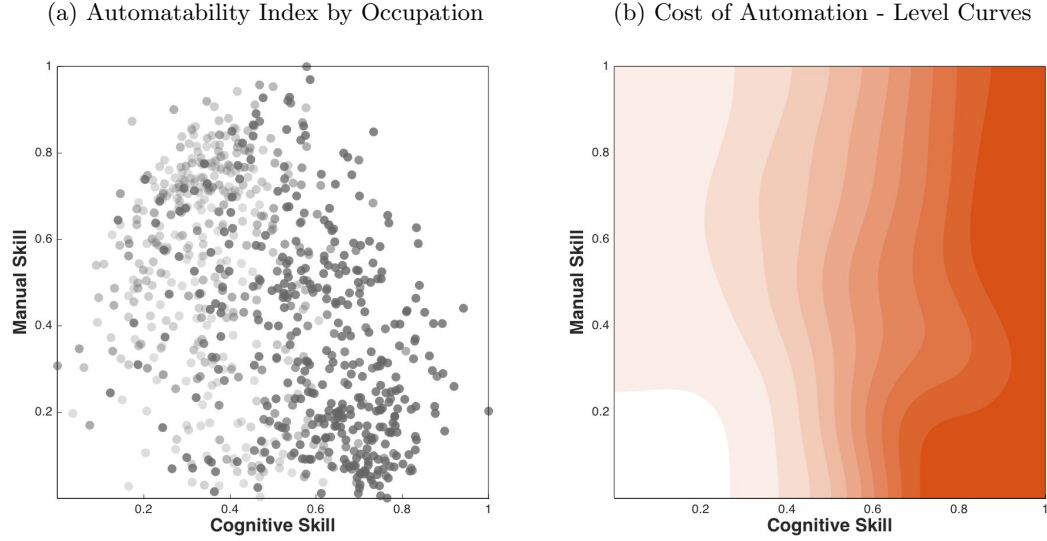 (a) Automatability Index by Occupation
1
0.8
0.6
0.4
0.2
0.2 0.4 0.6 0.8 1
Manual Skill
Cognitive Skill
(b) Cost of Automation - Level Curves
1
0.8
0.6
0.4
0.2
0.2 0.4 0.6 0.8 1
Manual Skill
Cognitive Skill